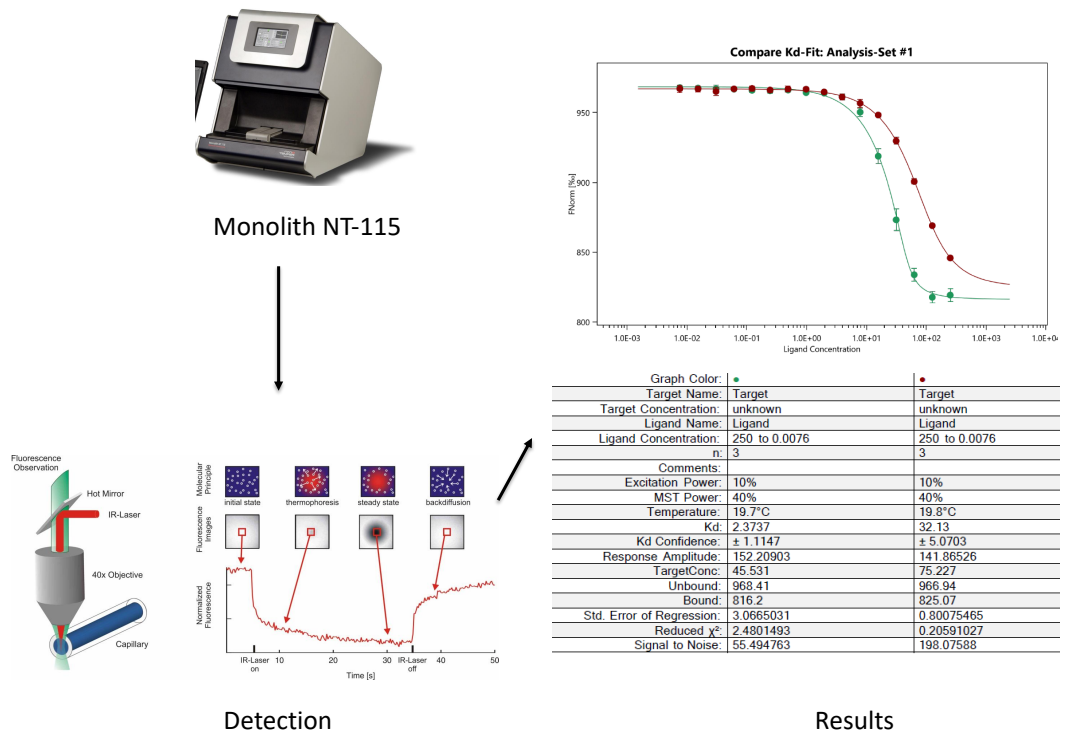 Monolith NT-115
Compare Kd-Fit: Analysis-Set #1
FNorm [‰]
950
900
850
800
1.0E-03 1.0E-02 1.0E-01 1.0E+00 1.0E+01 1.0E+02 1.0E+03 1.0E+04
Ligand Concentration
Graph Color:
Target Name: Target Target
Target Concentration: unknown unknown
Ligand Name: Ligand Ligand
Ligand Concentration: 250 to 0.0076 250 to 0.0076
n: 3 3
Comments:
Excitation Power: 10% 10%
MST Power: 40% 40%
Temperature: 19.7°C 19.8°C
Kd: 2.3737 32.13
Kd Confidence: ± 1.1147 ± 5.0703
Response Amplitude: 152.20903 141.86526
TargetConc: 45.531 75.227
Unbound: 968.41 966.94
Bound: 816.2 825.07
Std. Error of Regression: 3.0665031 0.80075465
Reduced χ²: 2.4801493 0.20591027
Signal to Noise: 55.494763 198.07588
Fluorescence
Observation
Hot Mirror
IR-Laser
40x Objective
Capillary
Molecular
Principle
initial state thermophoresis steady state backdiffusion
Fluorescence
Images
Normalized
Fluorescence
IR-Laser
on
10 20 30
IR-Laser
off
40 50
Time [s]
Detection
Results